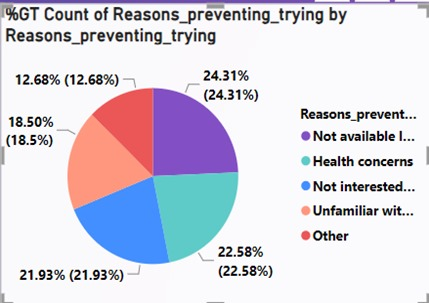 %GT Count of Reasons_preventing_trying by
Reasons_preventing_trying
12.68% (12.68%)
24.31%
(24.31%)
18.50%
(18.5%)
21.93% (21.93%)
22.58%
(22.58%)
Reasons_prevent...
Not available l...
Health concerns
Not interested...
Unfamiliar wit...
Other